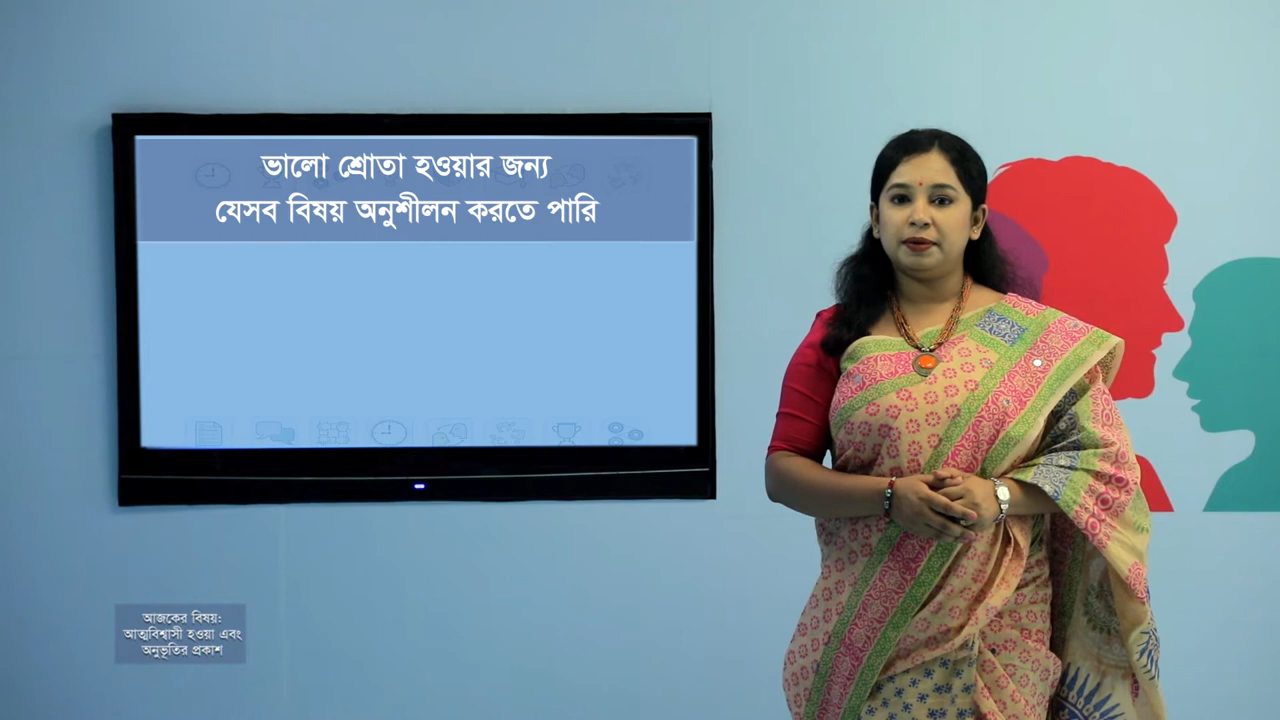 ভালো শ্রোতা হওয়ার জন্য
যেসব বিষয় অনুশীলন করতে পারি
আজকের বিষয়:
আত্মবিশ্বাসী হওয়া এবং
অনুভূতির প্রকাশ